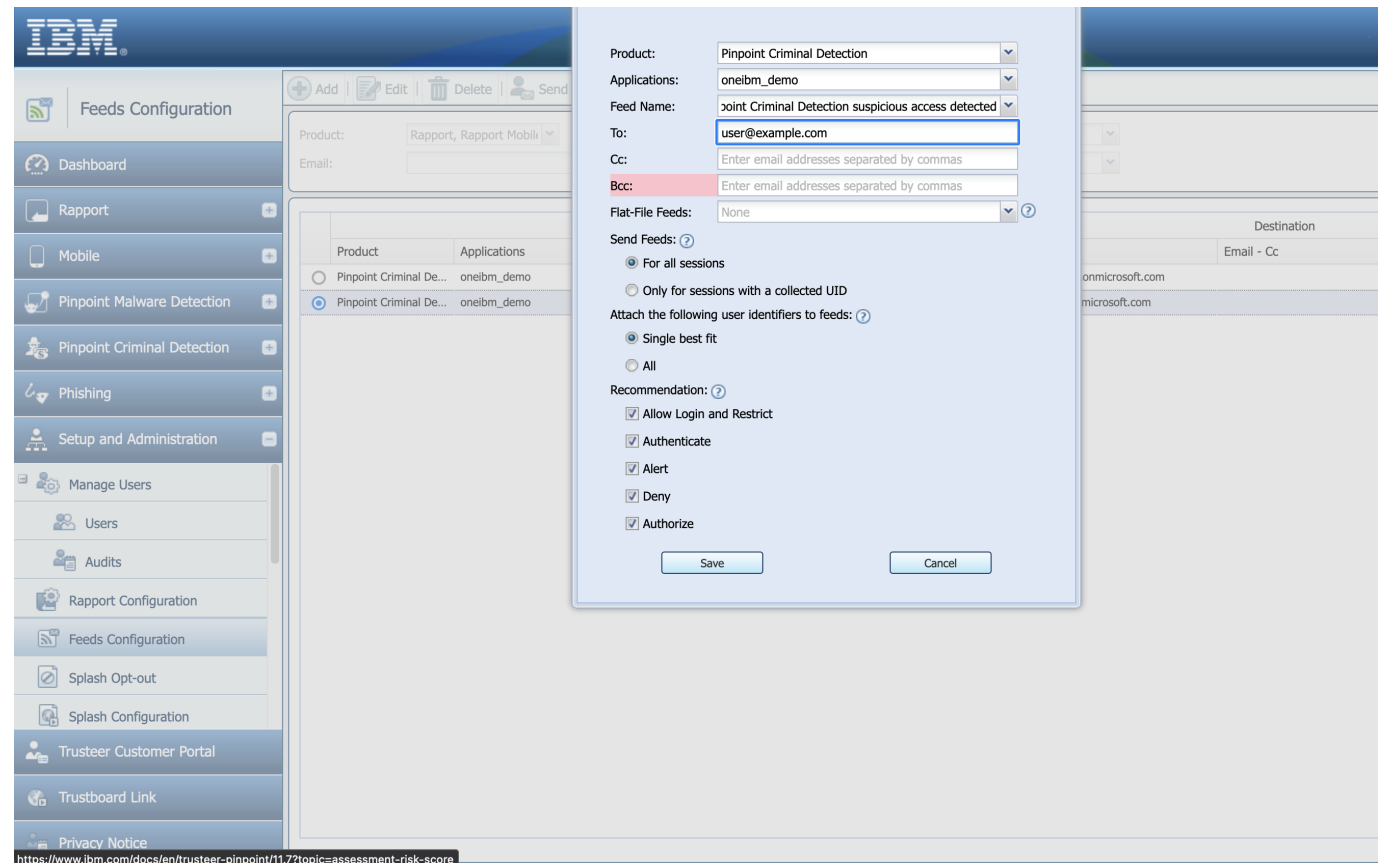 IBM®
Feeds Configuration
Dashboard
Rapport
Mobile
Pinpoint Malware Detection
Pinpoint Criminal Detection
Phishing
Setup and Administration
Manage Users
Users
Audits
Rapport Configuration
Feeds Configuration
Splash Opt-out
Splash Configuration
Trusteer Customer Portal
Trustboard Link
Privacy Notice
https://www.ibm.com/docs/en/trusteer-pinpoint/11.7?topic=assessment-risk-score
Add | Edit | Delete | Send
Product: Rapport, Rapport Mobile
Email:
Destination
Product Applications Email - Cc
Pinpoint Criminal De... oneibm_demo onmicrosoft.com
Pinpoint Criminal De... oneibm_demo microsoft.com
Product: Pinpoint Criminal Detection
Applications: oneibm_demo
Feed Name: point Criminal Detection suspicious access detected
To: user@example.com
Cc: Enter email addresses separated by commas
Bcc: Enter email addresses separated by commas
Flat-File Feeds: None ?
Send Feeds: ?
For all sessions
Only for sessions with a collected UID
Attach the following user identifiers to feeds: ?
Single best fit
All
Recommendation: ?
Allow Login and Restrict
Authenticate
Alert
Deny
Authorize
Save Cancel